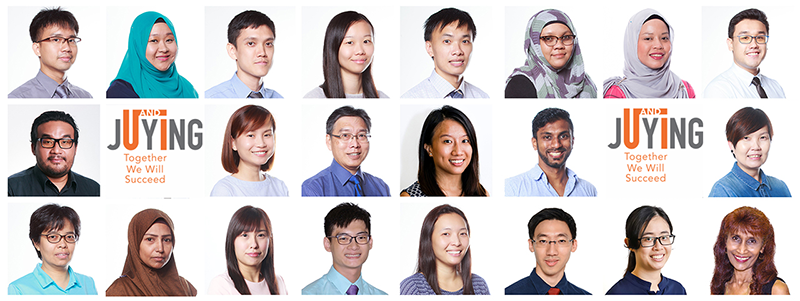 U AND i
JUYiNG
Together
We Will
Succeed
U AND i
JUYiNG
Together
We Will
Succeed